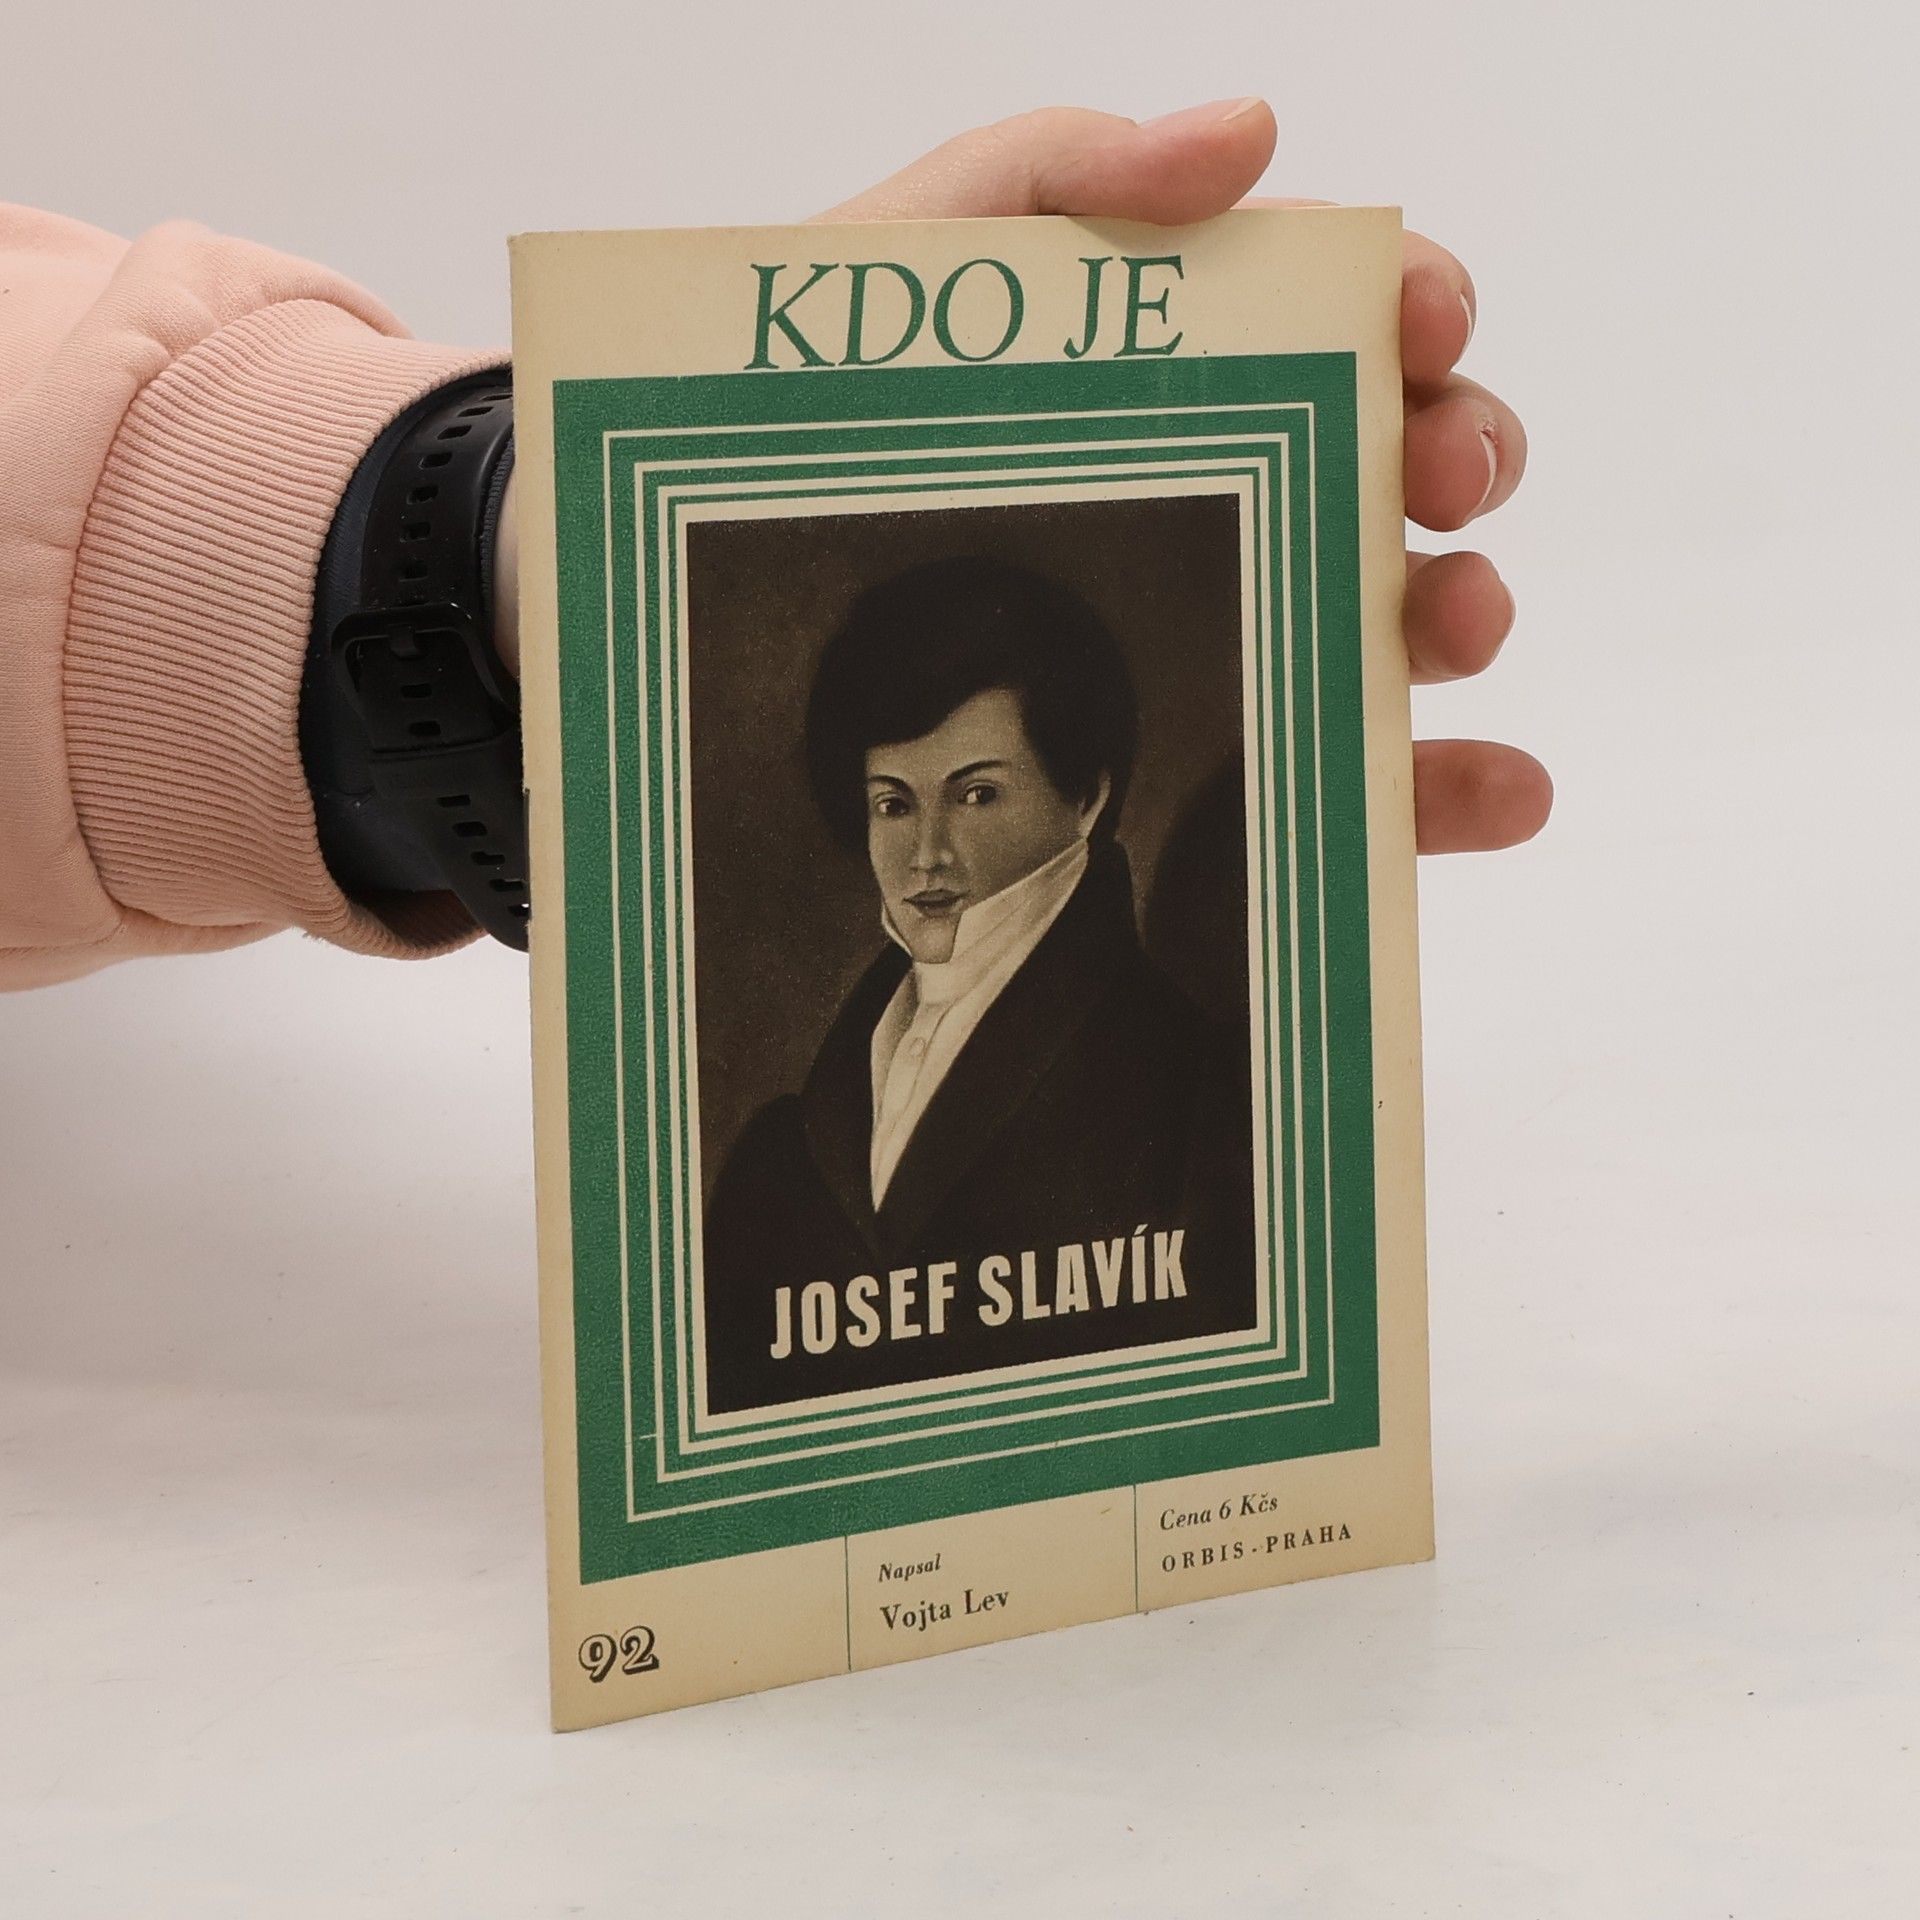 KDO JE
JOSEF SLAVÍK
92
Napsal
Vojta Lev
Cena 6 Kčs
ORBIS-PRAHA